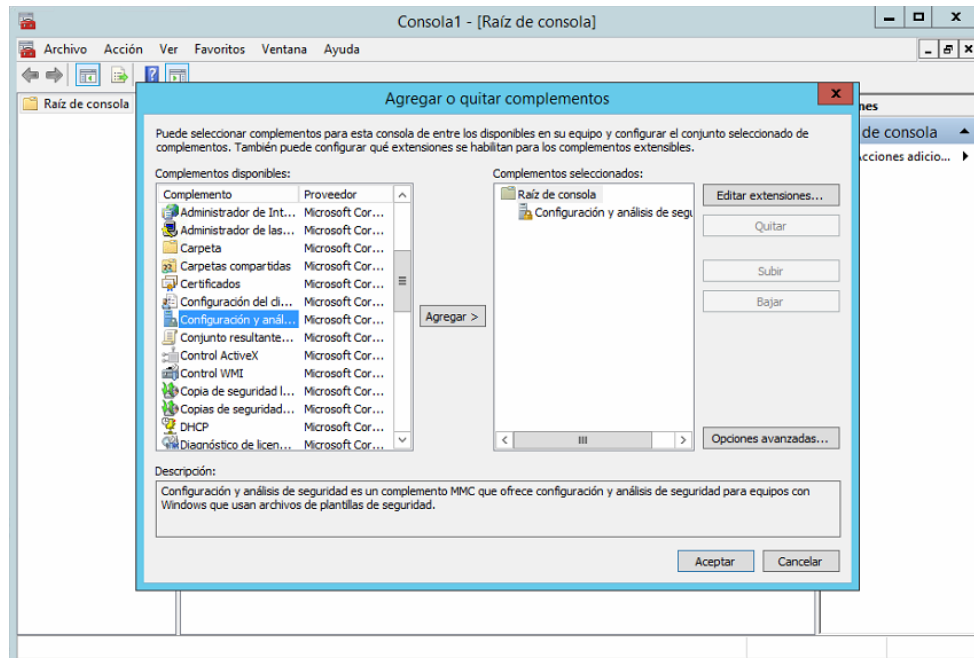 Consola1 - [Raíz de consola]
Archivo Acción Ver Favoritos Ventana Ayuda
Raíz de consola
Agregar o quitar complementos
nes
de consola
cciones adicio...
Puede seleccionar complementos para esta consola de entre los disponibles en su equipo y configurar el conjunto seleccionado de
complementos. También puede configurar qué extensiones se habilitan para los complementos extensibles.
Complementos disponibles:
Complemento Proveedor
Administrador de Int... Microsoft Cor...
Administrador de las... Microsoft Cor...
Carpeta Microsoft Cor...
Carpetas compartidas Microsoft Cor...
Certificados Microsoft Cor...
Configuración del cli... Microsoft Cor...
Configuración y anál... Microsoft Cor...
Conjunto resultante... Microsoft Cor...
Control ActiveX Microsoft Cor...
Control WMI Microsoft Cor...
Copia de seguridad l... Microsoft Cor...
Copias de seguridad... Microsoft Cor...
DHCP Microsoft Cor...
Diagnóstico de licen... Microsoft Cor...
Agregar >
Complementos seleccionados:
Raíz de consola
Configuración y análisis de segu
Editar extensiones...
Quitar
Subir
Bajar
Opciones avanzadas...
Descripción:
Configuración y análisis de seguridad es un complemento MMC que ofrece configuración y análisis de seguridad para equipos con
Windows que usan archivos de plantillas de seguridad.
Aceptar Cancelar